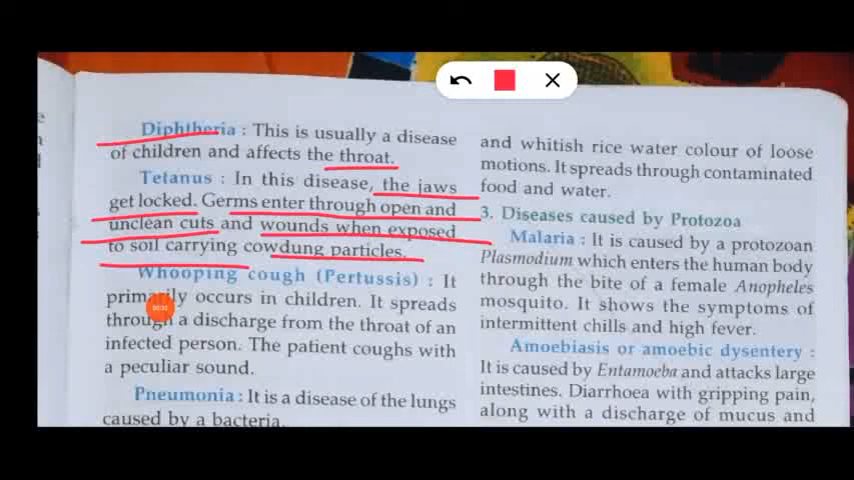 Diphtheria : This is usually a disease
of children and affects the throat.
Tetanus : In this disease, the jaws
get locked. Germs enter through open and
unclean cuts and wounds when exposed
to soil carrying cowdung particles.
Whooping cough (Pertussis) : It
primarily occurs in children. It spreads
through a discharge from the throat of an
infected person. The patient coughs with
a peculiar sound.
Pneumonia : It is a disease of the lungs
caused by a bacteria.
and whitish rice water colour of loose
motions. It spreads through contaminated
food and water.
3. Diseases caused by Protozoa
Malaria : It is caused by a protozoan
Plasmodium which enters the human body
through the bite of a female Anopheles
mosquito. It shows the symptoms of
intermittent chills and high fever.
Amoebiasis or amoebic dysentery :
It is caused by Entamoeba and attacks large
intestines. Diarrhoea with gripping pain,
along with a discharge of mucus and